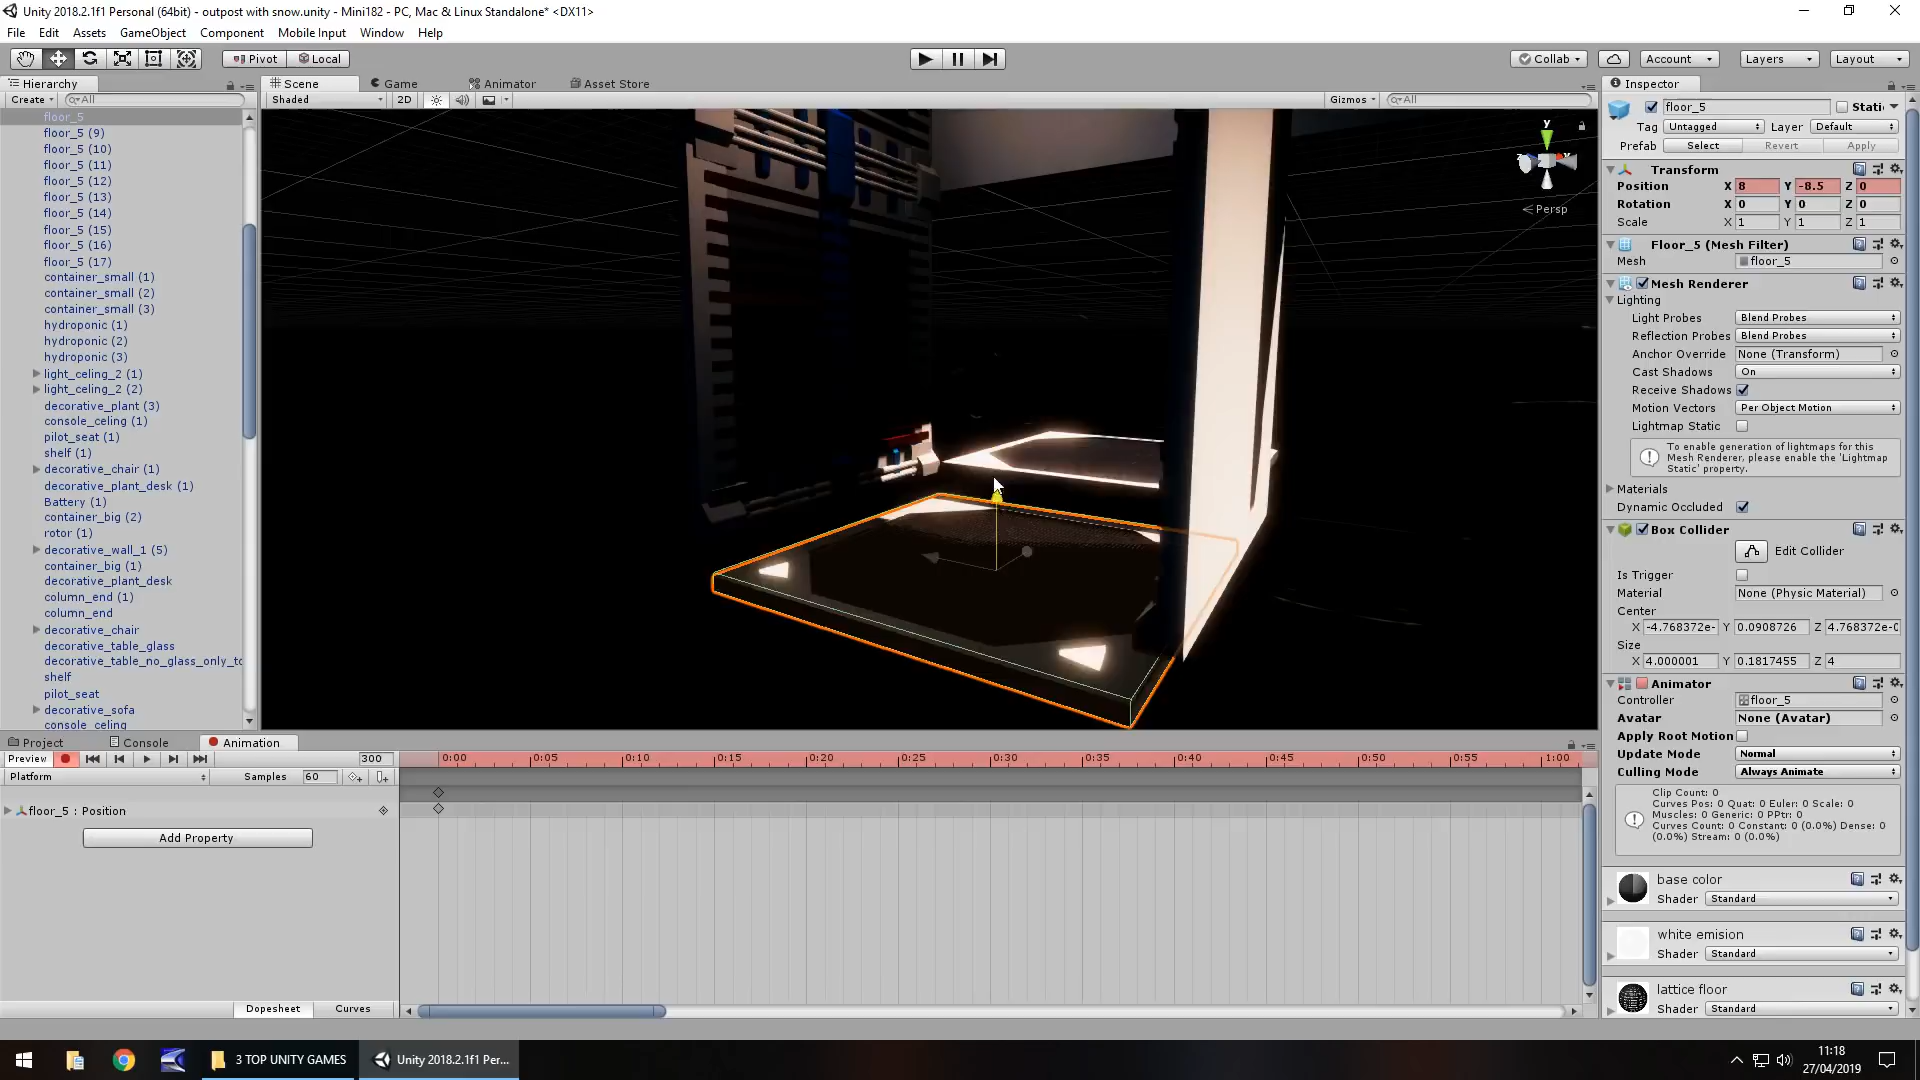 Unity 2018.2.1f1 Personal (64bit) - outpost with snow.unity - Mini182 - PC, Mac & Linux Standalone* <DX11>
File Edit Assets GameObject Component Mobile Input Window Help
Pivot Local Collab Account Layers Layout
Hierarchy Scene Game Animator Asset Store Inspector
Create All Shaded 2D Gizmos All
floor_5
floor_5 (9)
floor_5 (10)
floor_5 (11)
floor_5 (12)
floor_5 (13)
floor_5 (14)
floor_5 (15)
floor_5 (16)
floor_5 (17)
container_small (1)
container_small (2)
container_small (3)
hydroponic (1)
hydroponic (2)
hydroponic (3)
light_celing_2 (1)
light_celing_2 (2)
decorative_plant (3)
console_celing (1)
pilot_seat (1)
shelf (1)
decorative_chair (1)
decorative_plant_desk (1)
Battery (1)
container_big (2)
rotor (1)
decorative_wall_1 (5)
container_big (1)
decorative_plant_desk
column_end (1)
column_end
decorative_chair
decorative_table_glass
decorative_table_no_glass_only_to
shelf
pilot_seat
decorative_sofa
console_celing
y
Persp
floor_5 Stati
Tag Untagged Layer Default
Prefab Select Revert Apply
Transform
Position X 8 Y -8.5 Z 0
Rotation X 0 Y 0 Z 0
Scale X 1 Y 1 Z 1
Floor_5 (Mesh Filter)
Mesh floor_5
Mesh Renderer
Lighting
Light Probes Blend Probes
Reflection Probes Blend Probes
Anchor Override None (Transform)
Cast Shadows On
Receive Shadows
Motion Vectors Per Object Motion
Lightmap Static
To enable generation of lightmaps for this
Mesh Renderer, please enable the 'Lightmap
Static' property.
Materials
Dynamic Occluded
Box Collider
Edit Collider
Is Trigger
Material None (Physic Material)
Center
X -4.768372e- Y 0.0908726 Z 4.768372e-0
Size
X 4.000001 Y 0.1817455 Z 4
Animator
Controller floor_5
Avatar None (Avatar)
Apply Root Motion
Update Mode Normal
Culling Mode Always Animate
Clip Count: 0
Curves Pos: 0 Quat: 0 Euler: 0 Scale: 0
Muscles: 0 Generic: 0 PPtr: 0
Curves Count: 0 Constant: 0 (0.0%) Dense: 0
(0.0%) Stream: 0 (0.0%)
base color
Shader Standard
white emision
Shader Standard
lattice floor
Shader Standard
Project Console Animation
Preview 300 0:00 0:05 0:10 0:15 0:20 0:25 0:30 0:35 0:40 0:45 0:50 0:55 1:00
Platform Samples 60
floor_5 : Position
Add Property
Dopesheet Curves
3 TOP UNITY GAMES Unity 2018.2.1f1 Per...
11:18
27/04/2019